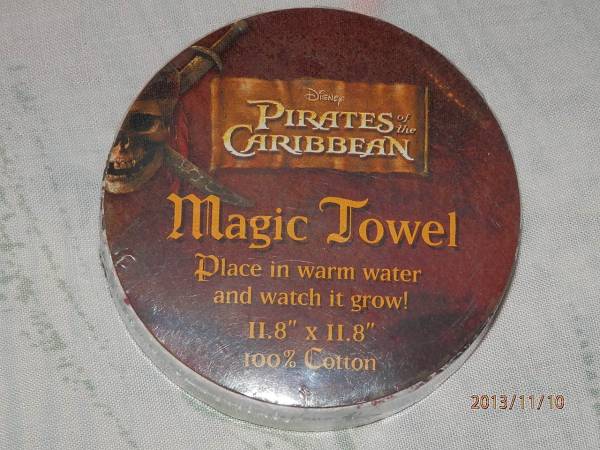 Disney
PIRATES of the
CARIBBEAN
Magic Towel
Place in warm water
and watch it grow!
11.8" x 11.8"
100% Cotton
2013/11/10